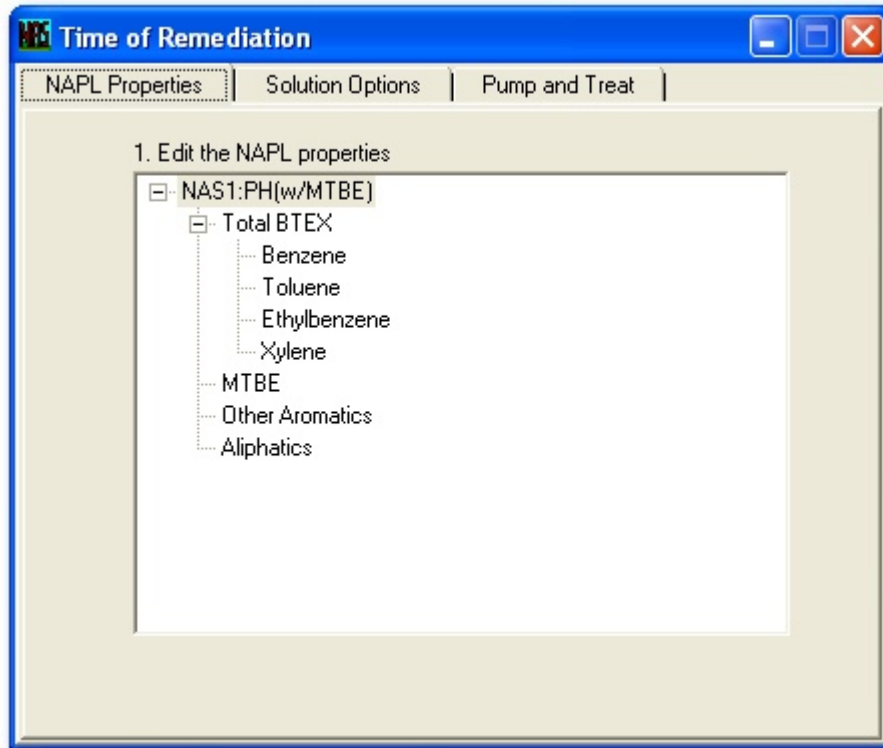 NAS Time of Remediation
NAPL Properties Solution Options Pump and Treat
1. Edit the NAPL properties
NAS1:PH(w/MTBE)
Total BTEX
Benzene
Toluene
Ethylbenzene
Xylene
MTBE
Other Aromatics
Aliphatics